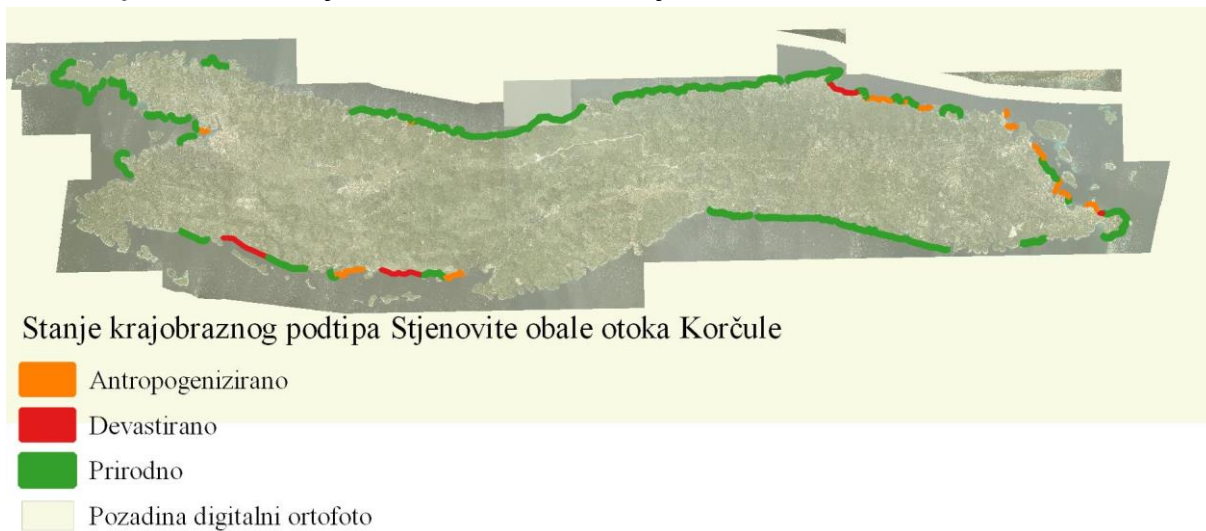 Stanje krajobraznog podtipa Stjenovite obale otoka Korčule
Antropogenizirano
Devastirano
Prirodno
Pozadina digitalni ortofoto